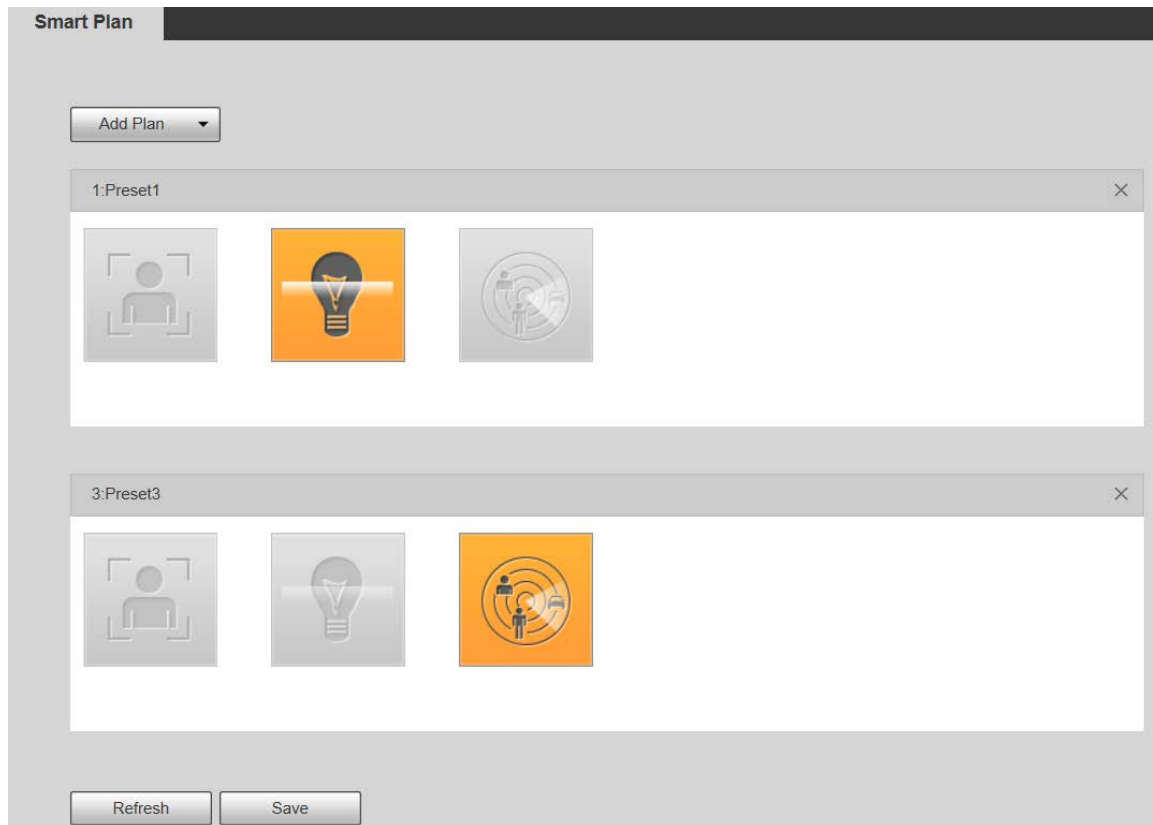 Smart Plan
Add Plan
1:Preset1
3:Preset3
Refresh
Save